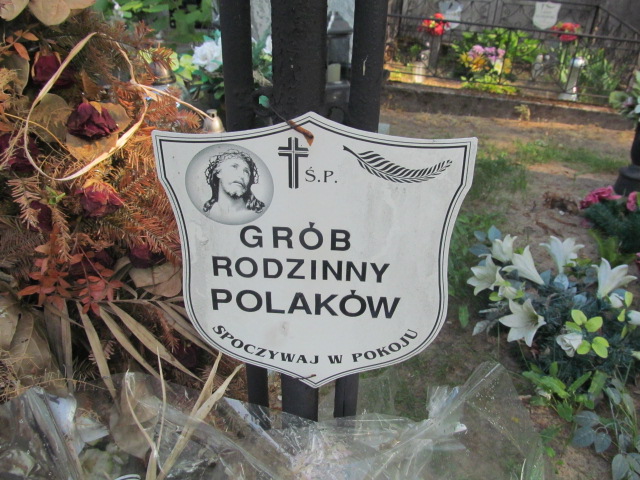 Ś.P.
GRÓB
RODZINNY
POLAKÓW
SPOCZYWAJ W POKOJU